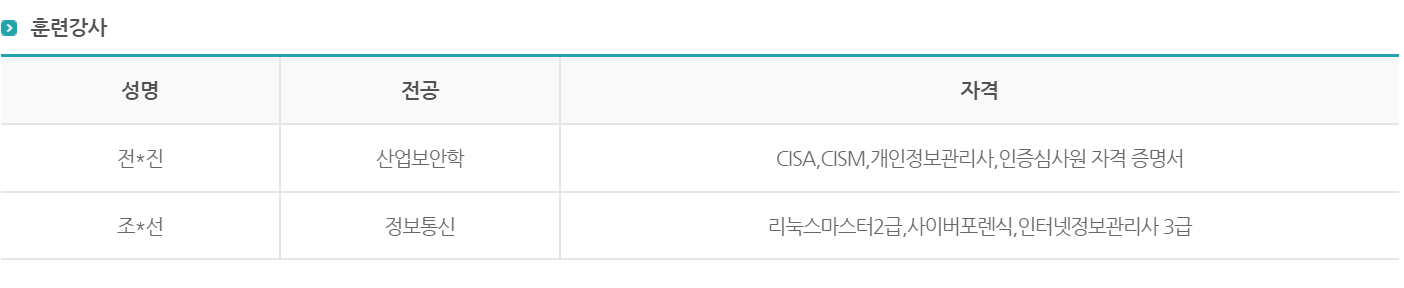 훈련강사
성명 전공 자격
전*진 산업보안학 CISA,CISM,개인정보관리사,인증심사원 자격 증명서
조*선 정보통신 리눅스마스터2급,사이버포렌식,인터넷정보관리사 3급